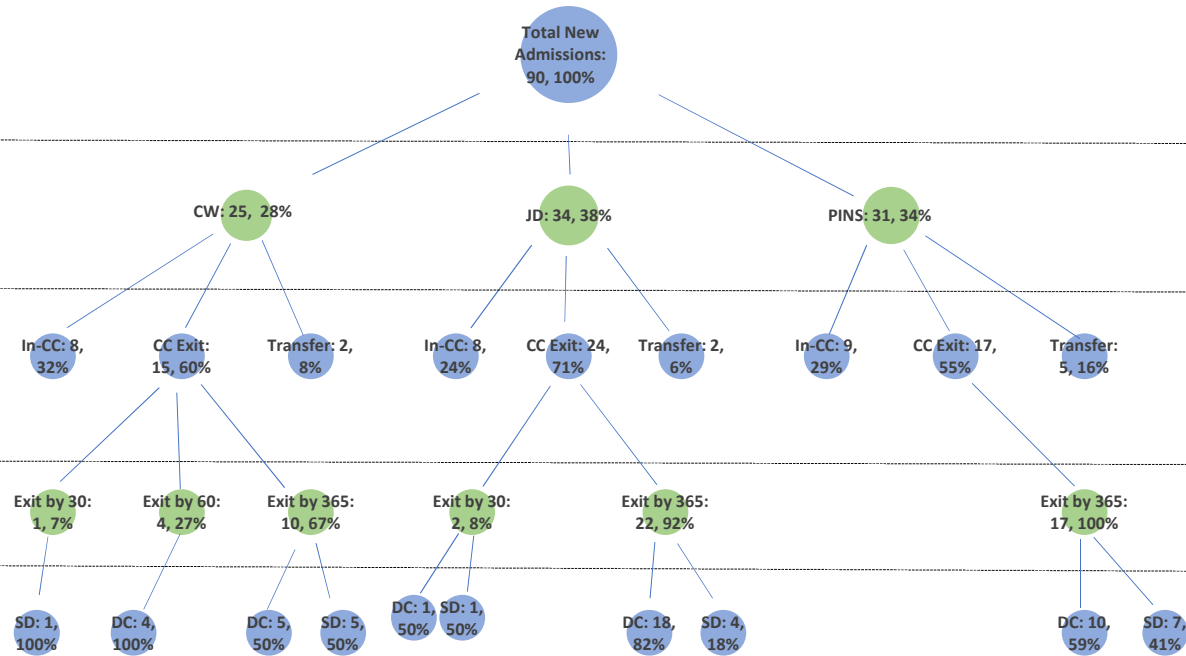 Total New
Admissions:
90, 100%
CW: 25,  28%
JD: 34, 38%
PINS: 31, 34%
In-CC: 8,
32%
CC Exit:
15, 60%
Transfer: 2,
8%
In-CC: 8,
24%
CC Exit: 24,
71%
Transfer: 2,
6%
In-CC: 9,
29%
CC Exit: 17,
55%
Transfer:
5, 16%
Exit by 30:
1, 7%
Exit by 60:
4, 27%
Exit by 365:
10, 67%
Exit by 30:
2, 8%
Exit by 365:
22, 92%
Exit by 365:
17, 100%
SD: 1,
100%
DC: 4,
100%
DC: 5,
50%
SD: 5,
50%
DC: 1,
50%
SD: 1,
50%
DC: 18,
82%
SD: 4,
18%
DC: 10,
59%
SD: 7,
41%